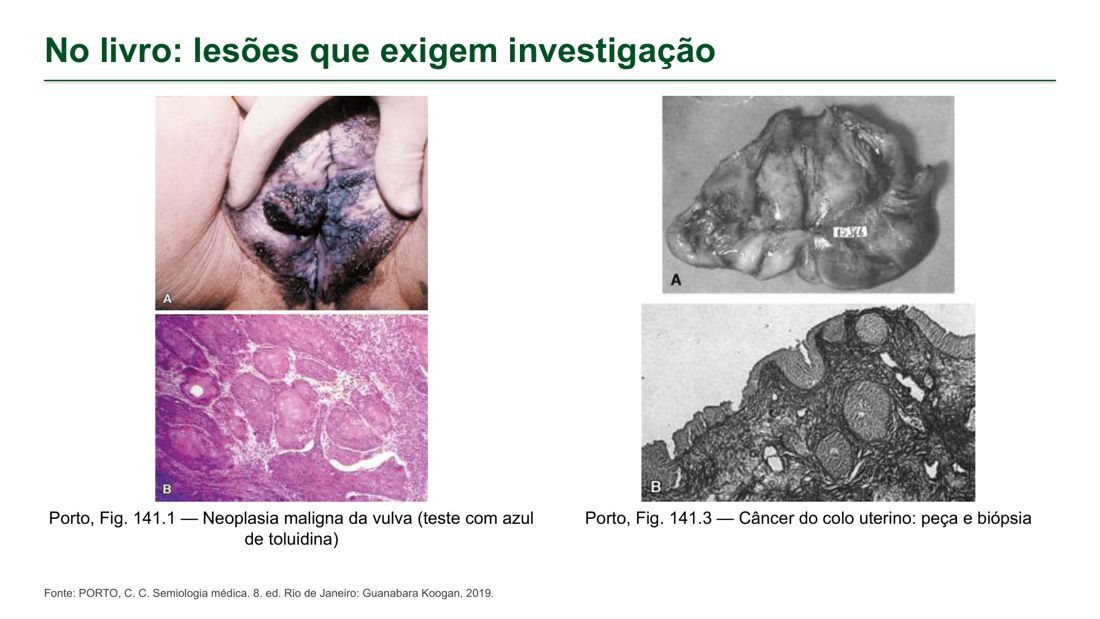 No livro: lesões que exigem investigação
A
B
Porto, Fig. 141.1 — Neoplasia maligna da vulva (teste com azul
de toluidina)
A
B
Porto, Fig. 141.3 — Câncer do colo uterino: peça e biópsia
Fonte: PORTO, C. C. Semiologia médica. 8. ed. Rio de Janeiro: Guanabara Koogan, 2019.